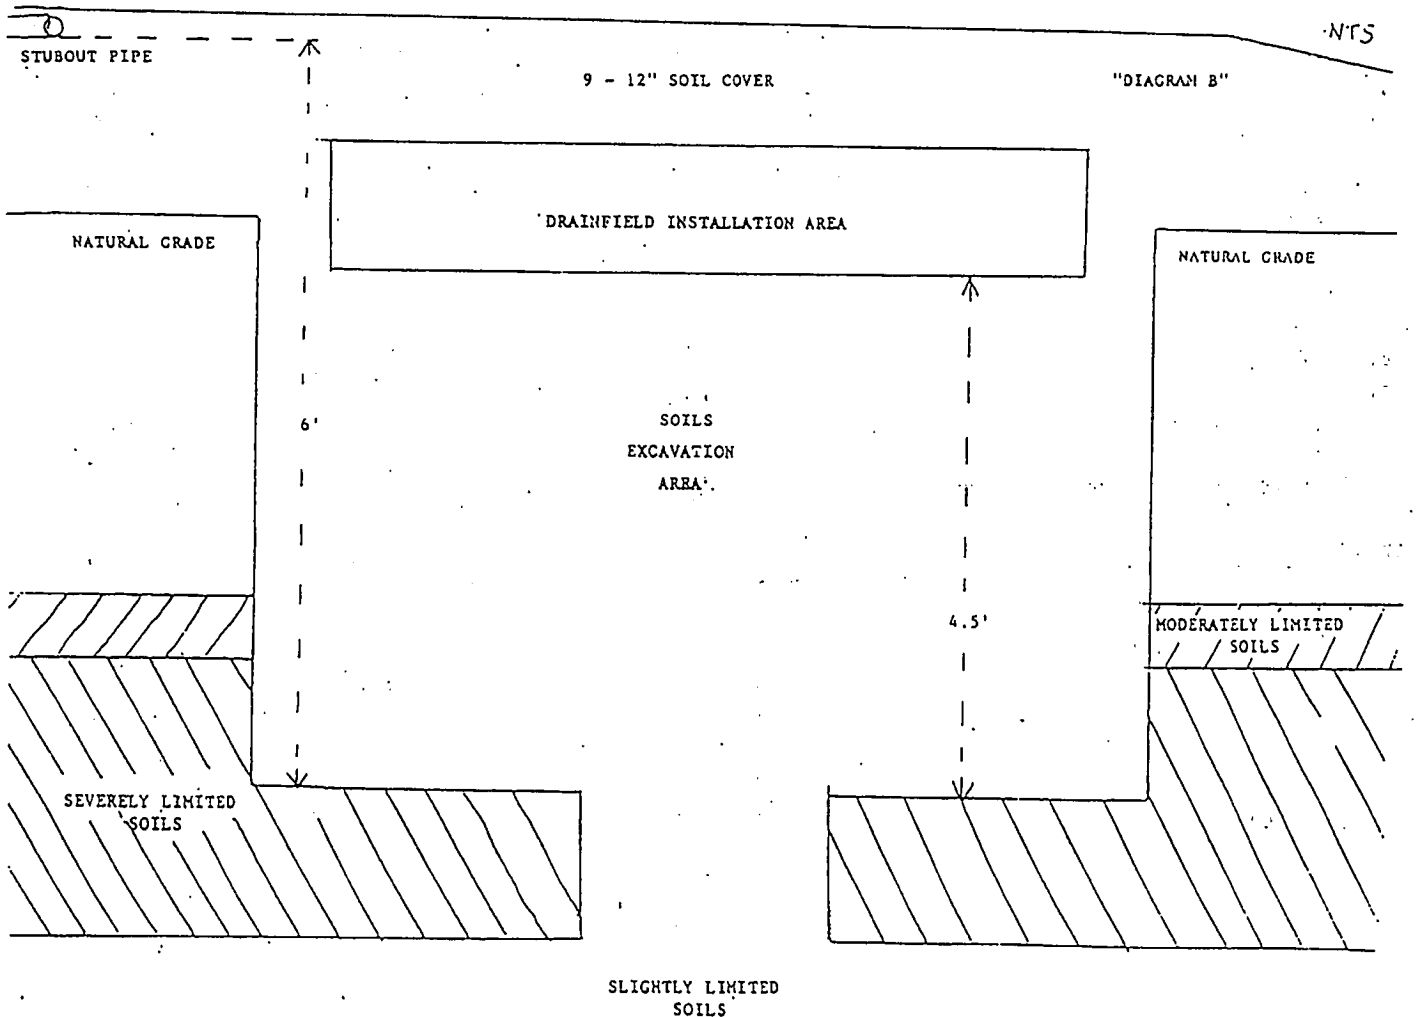 NTS
STUBOUT PIPE
9 - 12" SOIL COVER
"DIAGRAM B"
DRAINFIELD INSTALLATION AREA
NATURAL GRADE
NATURAL GRADE
6'
SOILS
EXCAVATION
AREA
4.5'
MODERATELY LIMITED
SOILS
SEVERELY LIMITED
SOILS
SLIGHTLY LIMITED
SOILS